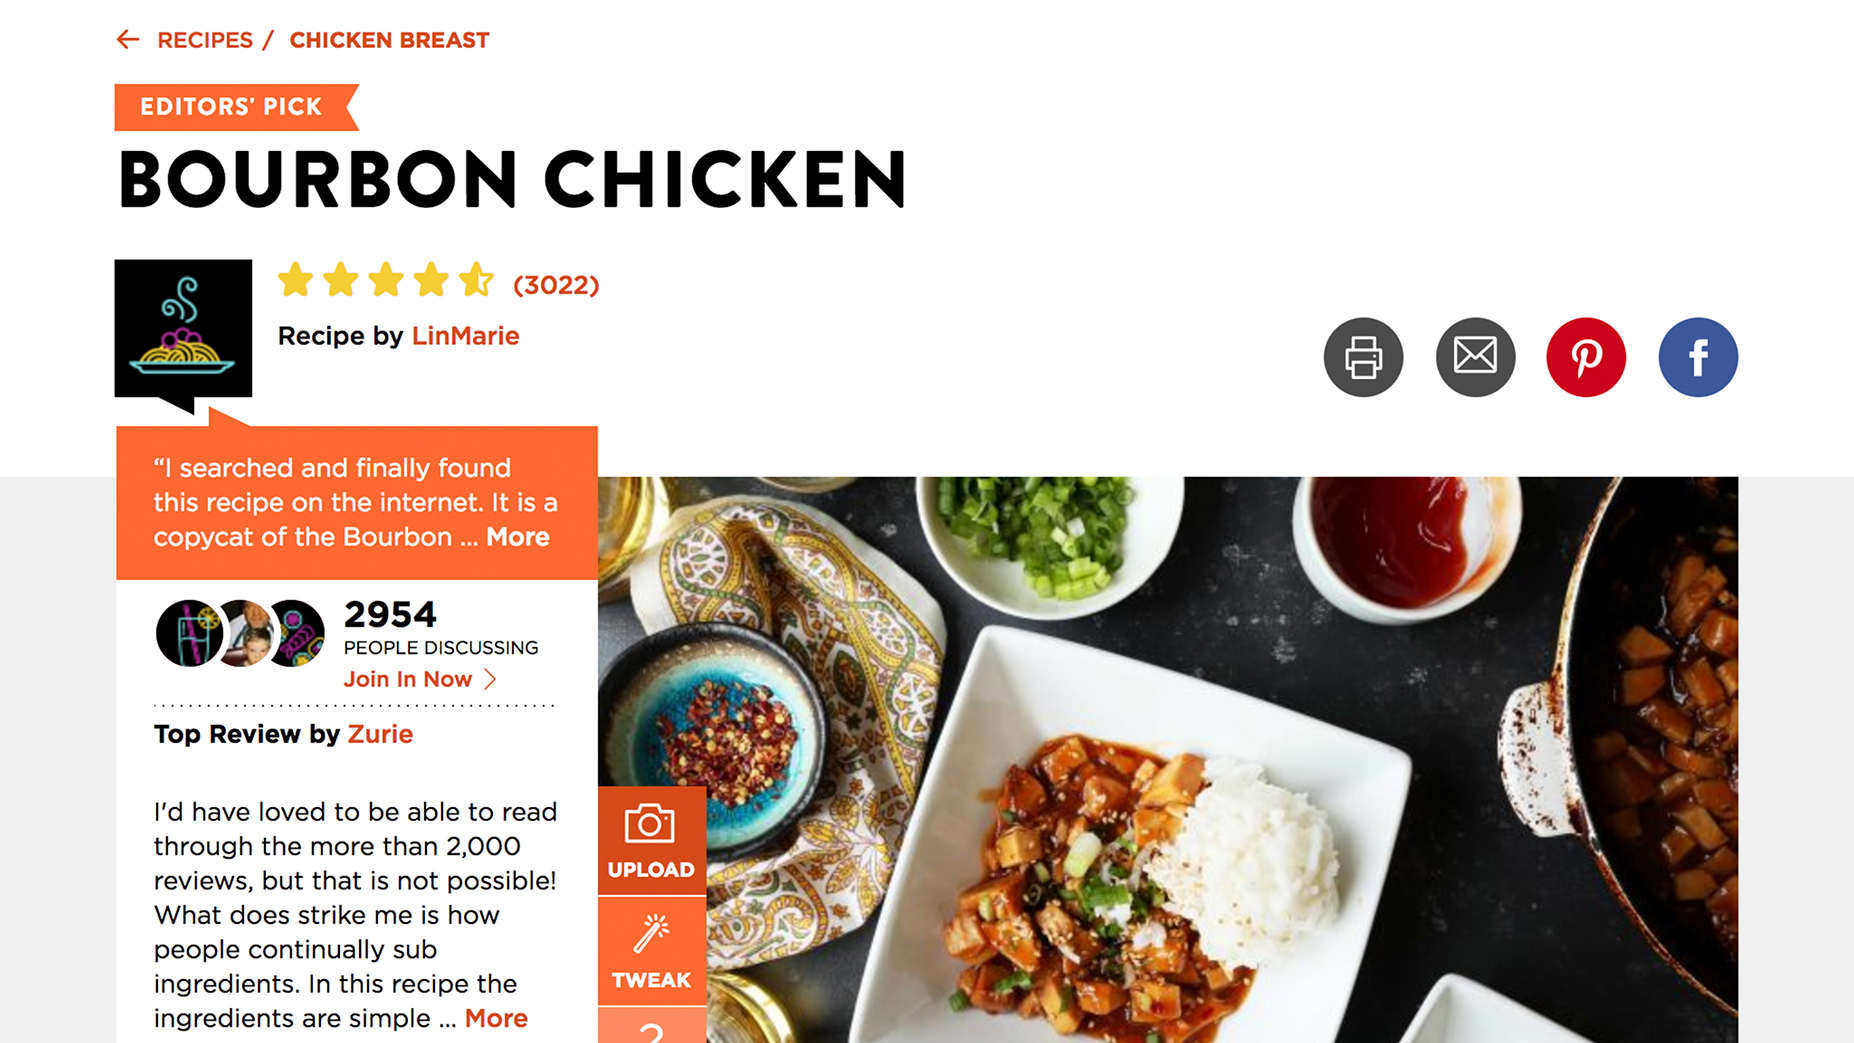 ← RECIPES / CHICKEN BREAST
EDITORS' PICK
BOURBON CHICKEN
(3022)
Recipe by LinMarie
“I searched and finally found
this recipe on the internet. It is a
copycat of the Bourbon ... More
2954
PEOPLE DISCUSSING
Join In Now >
Top Review by Zurie
I'd have loved to be able to read
through the more than 2,000
reviews, but that is not possible!
What does strike me is how
people continually sub
ingredients. In this recipe the
ingredients are simple ... More
UPLOAD
TWEAK